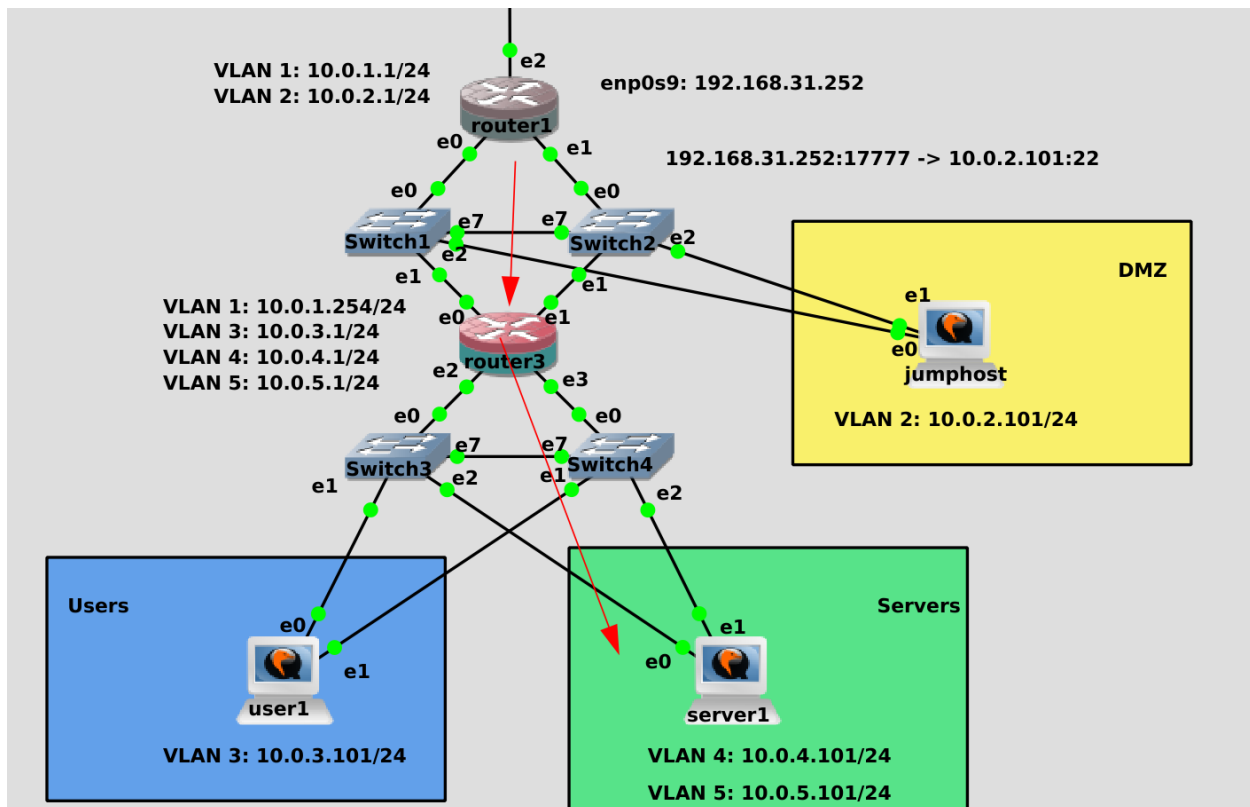 e2
VLAN 1: 10.0.1.1/24
VLAN 2: 10.0.2.1/24
enp0s9: 192.168.31.252
router1
e0
e1
192.168.31.252:17777 -> 10.0.2.101:22
e0
e0
Switch1
e7
e7
Switch2
e2
e2
e1
e1
DMZ
e1
e0
jumphost
VLAN 2: 10.0.2.101/24
VLAN 1: 10.0.1.254/24
VLAN 3: 10.0.3.1/24
VLAN 4: 10.0.4.1/24
VLAN 5: 10.0.5.1/24
e0
e1
router3
e2
e3
e0
e0
Switch3
e7
e7
Switch4
e1
e2
e1
e2
Users
e0
e1
user1
VLAN 3: 10.0.3.101/24
Servers
e1
e0
server1
VLAN 4: 10.0.4.101/24
VLAN 5: 10.0.5.101/24